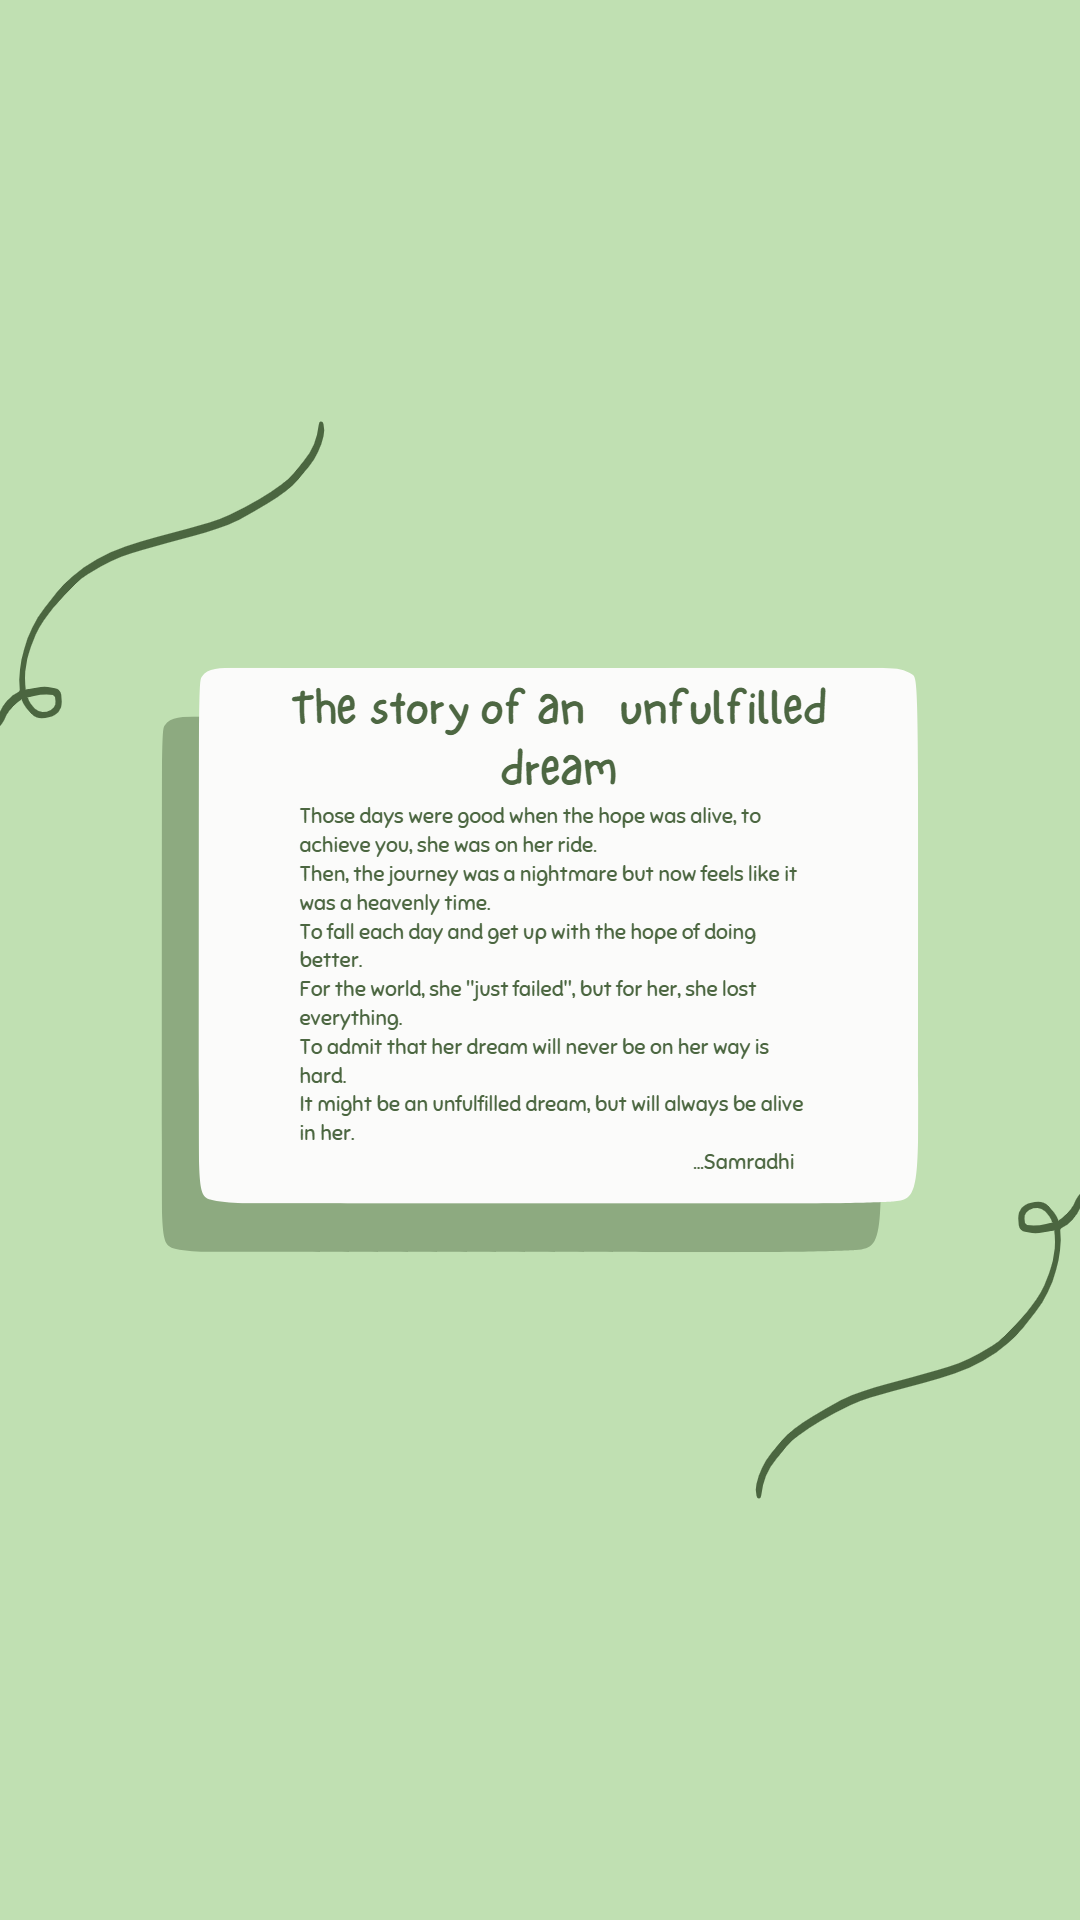 The story of an unfulfilled
dream
Those days were good when the hope was alive, to
achieve you, she was on her ride.
Then, the journey was a nightmare but now feels like it
was a heavenly time.
To fall each day and get up with the hope of doing
better.
For the world, she "just failed", but for her, she lost
everything.
To admit that her dream will never be on her way is
hard.
It might be an unfulfilled dream, but will always be alive
in her.
...Samradhi